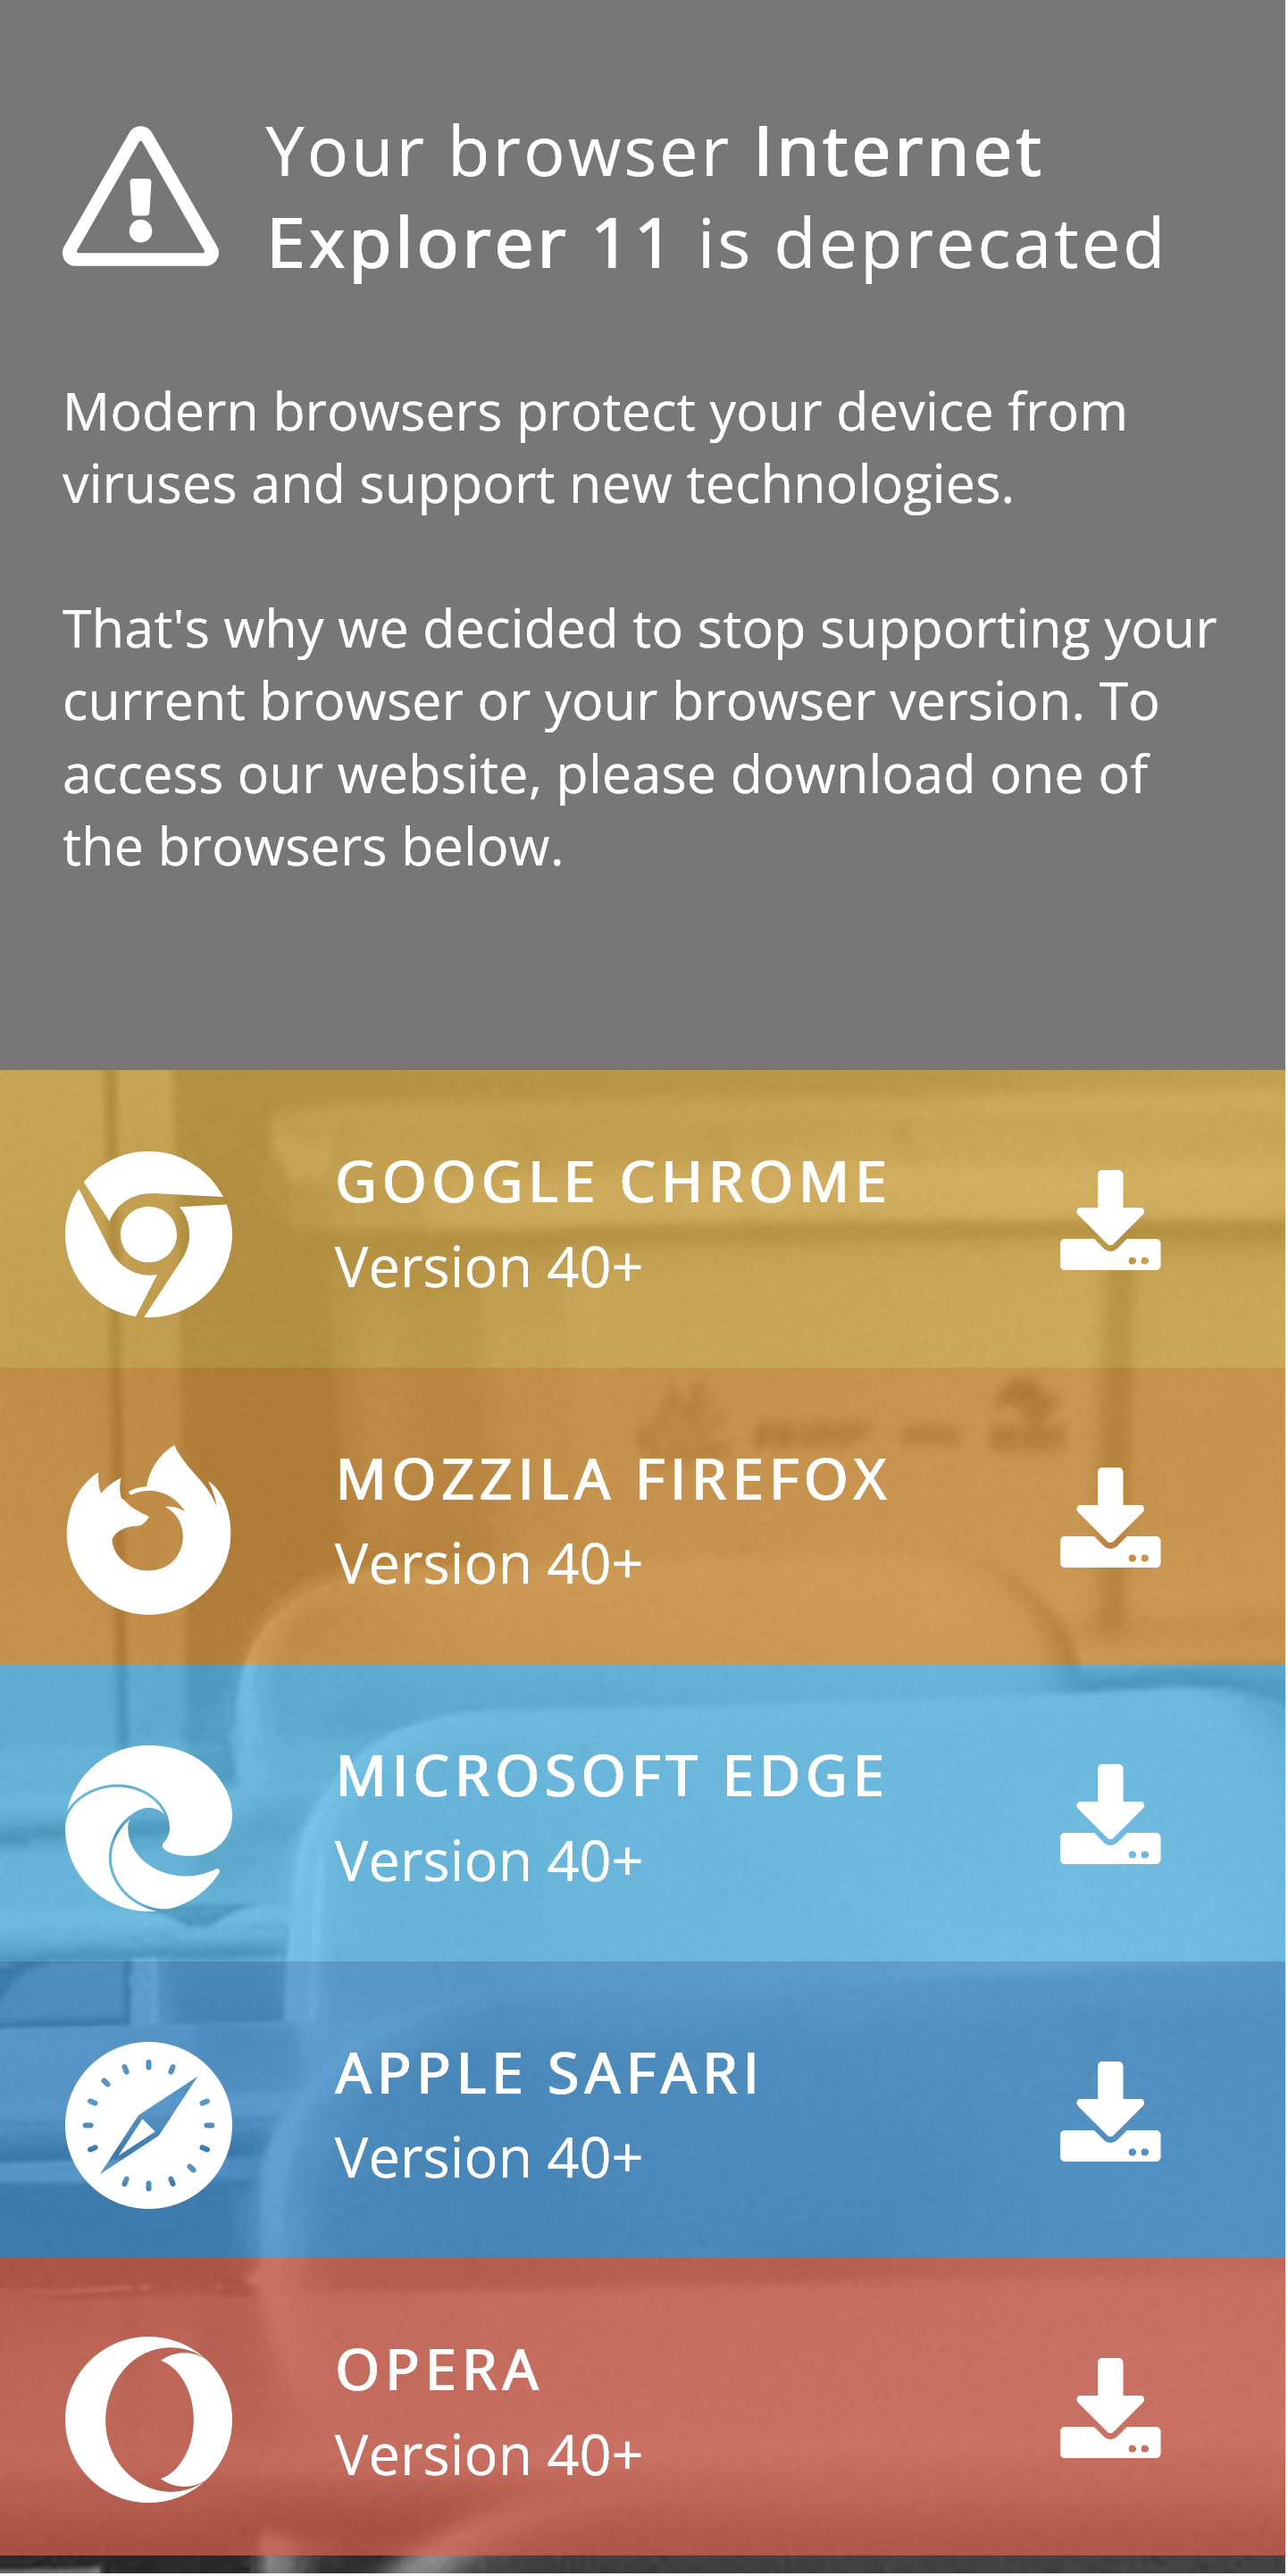 Your browser Internet
Explorer 11 is deprecated
Modern browsers protect your device from
viruses and support new technologies.
That's why we decided to stop supporting your
current browser or your browser version. To
access our website, please download one of
the browsers below.
GOOGLE CHROME
Version 40+
MOZZILA FIREFOX
Version 40+
MICROSOFT EDGE
Version 40+
APPLE SAFARI
Version 40+
OPERA
Version 40+